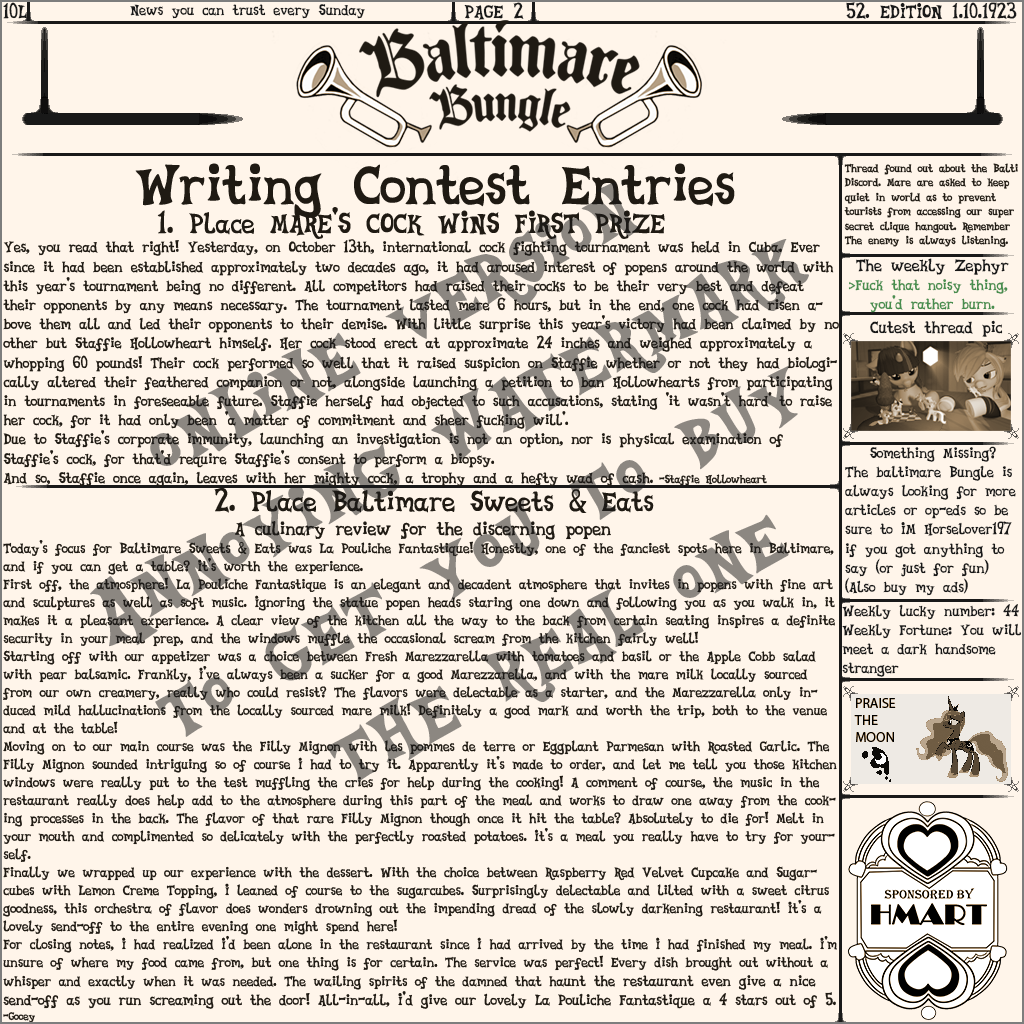 10L
News you can trust every Sunday
PAGE 2
52. EDITION 1.10.1923
Baltimare
Bungle
Writing Contest Entries
1. Place MARE'S COCK WINS FIRST PRIZE
Yes, you read that right! Yesterday, on October 13th, international cock fighting tournament was held in Cuba. Ever
since it had been established approximately two decades ago, it had aroused interest of popens around the world with
this year's tournament being no different. All competitors had raised their cocks to be their very best and defeat
their opponents by any means necessary. The tournament lasted mere 6 hours, but in the end, one cock had risen a-
bove them all and led their opponents to their demise. With little surprise this year's victory had been claimed by no
other but Staffie Hollowheart himself. Her cock stood erect at approximate 24 inches and weighed approximately a
whopping 60 pounds! Their cock performed so well that it raised suspicion on Staffie whether or not they had biologi-
cally altered their feathered companion or not, alongside launching a petition to ban Hollowhearts from participating
in tournaments in foreseeable future. Staffie herself had objected to such accusations, stating 'it wasn't hard to raise
her cock, for it had only been a matter of commitment and sheer fucking will'.
Due to Staffie's corporate immunity, launching an investigation is not an option, nor is physical examination of
Staffie's cock, for that'd require Staffie's consent to perform a biopsy.
And so, Staffie once again, leaves with her mighty cock, a trophy and a hefty wad of cash. -Staffie Hollowheart
2. Place Baltimare Sweets & Eats
A culinary review for the discerning popen
Today's focus for Baltimare Sweets & Eats was La Pouliche Fantastique! Honestly, one of the fanciest spots here in Baltimare,
and if you can get a table? It's worth the experience.
First off, the atmosphere! La Pouliche Fantastique is an elegant and decadent atmosphere that invites in popens with fine art
and sculptures as well as soft music. Ignoring the statue popen heads staring one down and following you as you walk in, it
makes it a pleasant experience. A clear view of the kitchen all the way to the back from certain seating inspires a definite
security in your meal prep, and the windows muffle the occasional scream from the kitchen fairly well!
Starting off with our appetizer was a choice between Fresh Marezzarella with tomatoes and basil or the Apple Cobb salad
with pear balsamic. Frankly, I've always been a sucker for a good Marezzarella, and with the mare milk locally sourced
from our own creamery, really who could resist? The flavors were delectable as a starter, and the Marezzarella only in-
duced mild hallucinations from the locally sourced mare milk! Definitely a good mark and worth the trip, both to the venue
and at the table!
Moving on to our main course was the Filly Mignon with les pommes de terre or Eggplant Parmesan with Roasted Garlic. The
Filly Mignon sounded intriguing so of course I had to try it. Apparently it's made to order, and let me tell you those kitchen
windows were really put to the test muffling the cries for help during the cooking! A comment of course, the music in the
restaurant really does help add to the atmosphere during this part of the meal and works to draw one away from the cook-
ing processes in the back. The flavor of that rare Filly Mignon though once it hit the table? Absolutely to die for! Melt in
your mouth and complimented so delicately with the perfectly roasted potatoes. It's a meal you really have to try for your-
self.
Finally we wrapped up our experience with the dessert. With the choice between Raspberry Red Velvet Cupcake and Sugar-
cubes with Lemon Creme Topping, I leaned of course to the sugarcubes. Surprisingly delectable and lilted with a sweet citrus
goodness, this orchestra of flavor does wonders drowning out the impending dread of the slowly darkening restaurant! It's a
lovely send-off to the entire evening one might spend here!
For closing notes, I had realized I'd been alone in the restaurant since I had arrived by the time I had finished my meal. I'm
unsure of where my food came from, but one thing is for certain. The service was perfect! Every dish brought out without a
whisper and exactly when it was needed. The wailing spirits of the damned that haunt the restaurant even give a nice
send-off as you run screaming out the door! All-in-all, I'd give our lovely La Pouliche Fantastique a 4 stars out of 5.
-Gooey
ONLINE VERSION
ANNOYING WATERMARK
TO GET YOU TO BUY
THE REAL ONE
Thread found out about the Balti
Discord. Mare are asked to keep
quiet in world as to prevent
tourists from accessing our super
secret clique hangout. Remember
The enemy is always listening.
The weekly Zephyr
>Fuck that noisy thing,
you'd rather burn.
Cutest thread pic
Something Missing?
The baltimare Bungle is
always looking for more
articles or op-eds so be
sure to IM Horselover197
if you got anything to
say (or just for fun)
(Also buy my ads)
Weekly lucky number: 44
Weekly Fortune: You will
meet a dark handsome
stranger
PRAISE
THE
MOON
SPONSORED BY
HMART